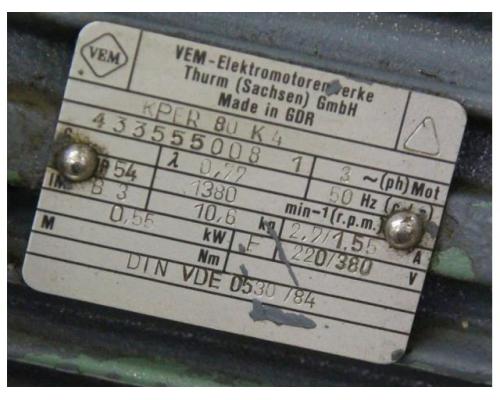 VEM
VEM-Elektromotorenwerke
Thurm (Sachsen) GmbH
Made in GDR
KPER 80 K4
433555008 1
54 λ 0,77 3 ~(ph) Mot
IM B 3 1380 50 Hz
10,6 kg min-1(r.p.m.)
M 0,55 kW 2,7/1,55 A
Nm F 220/380 V
DIN VDE 0530/84